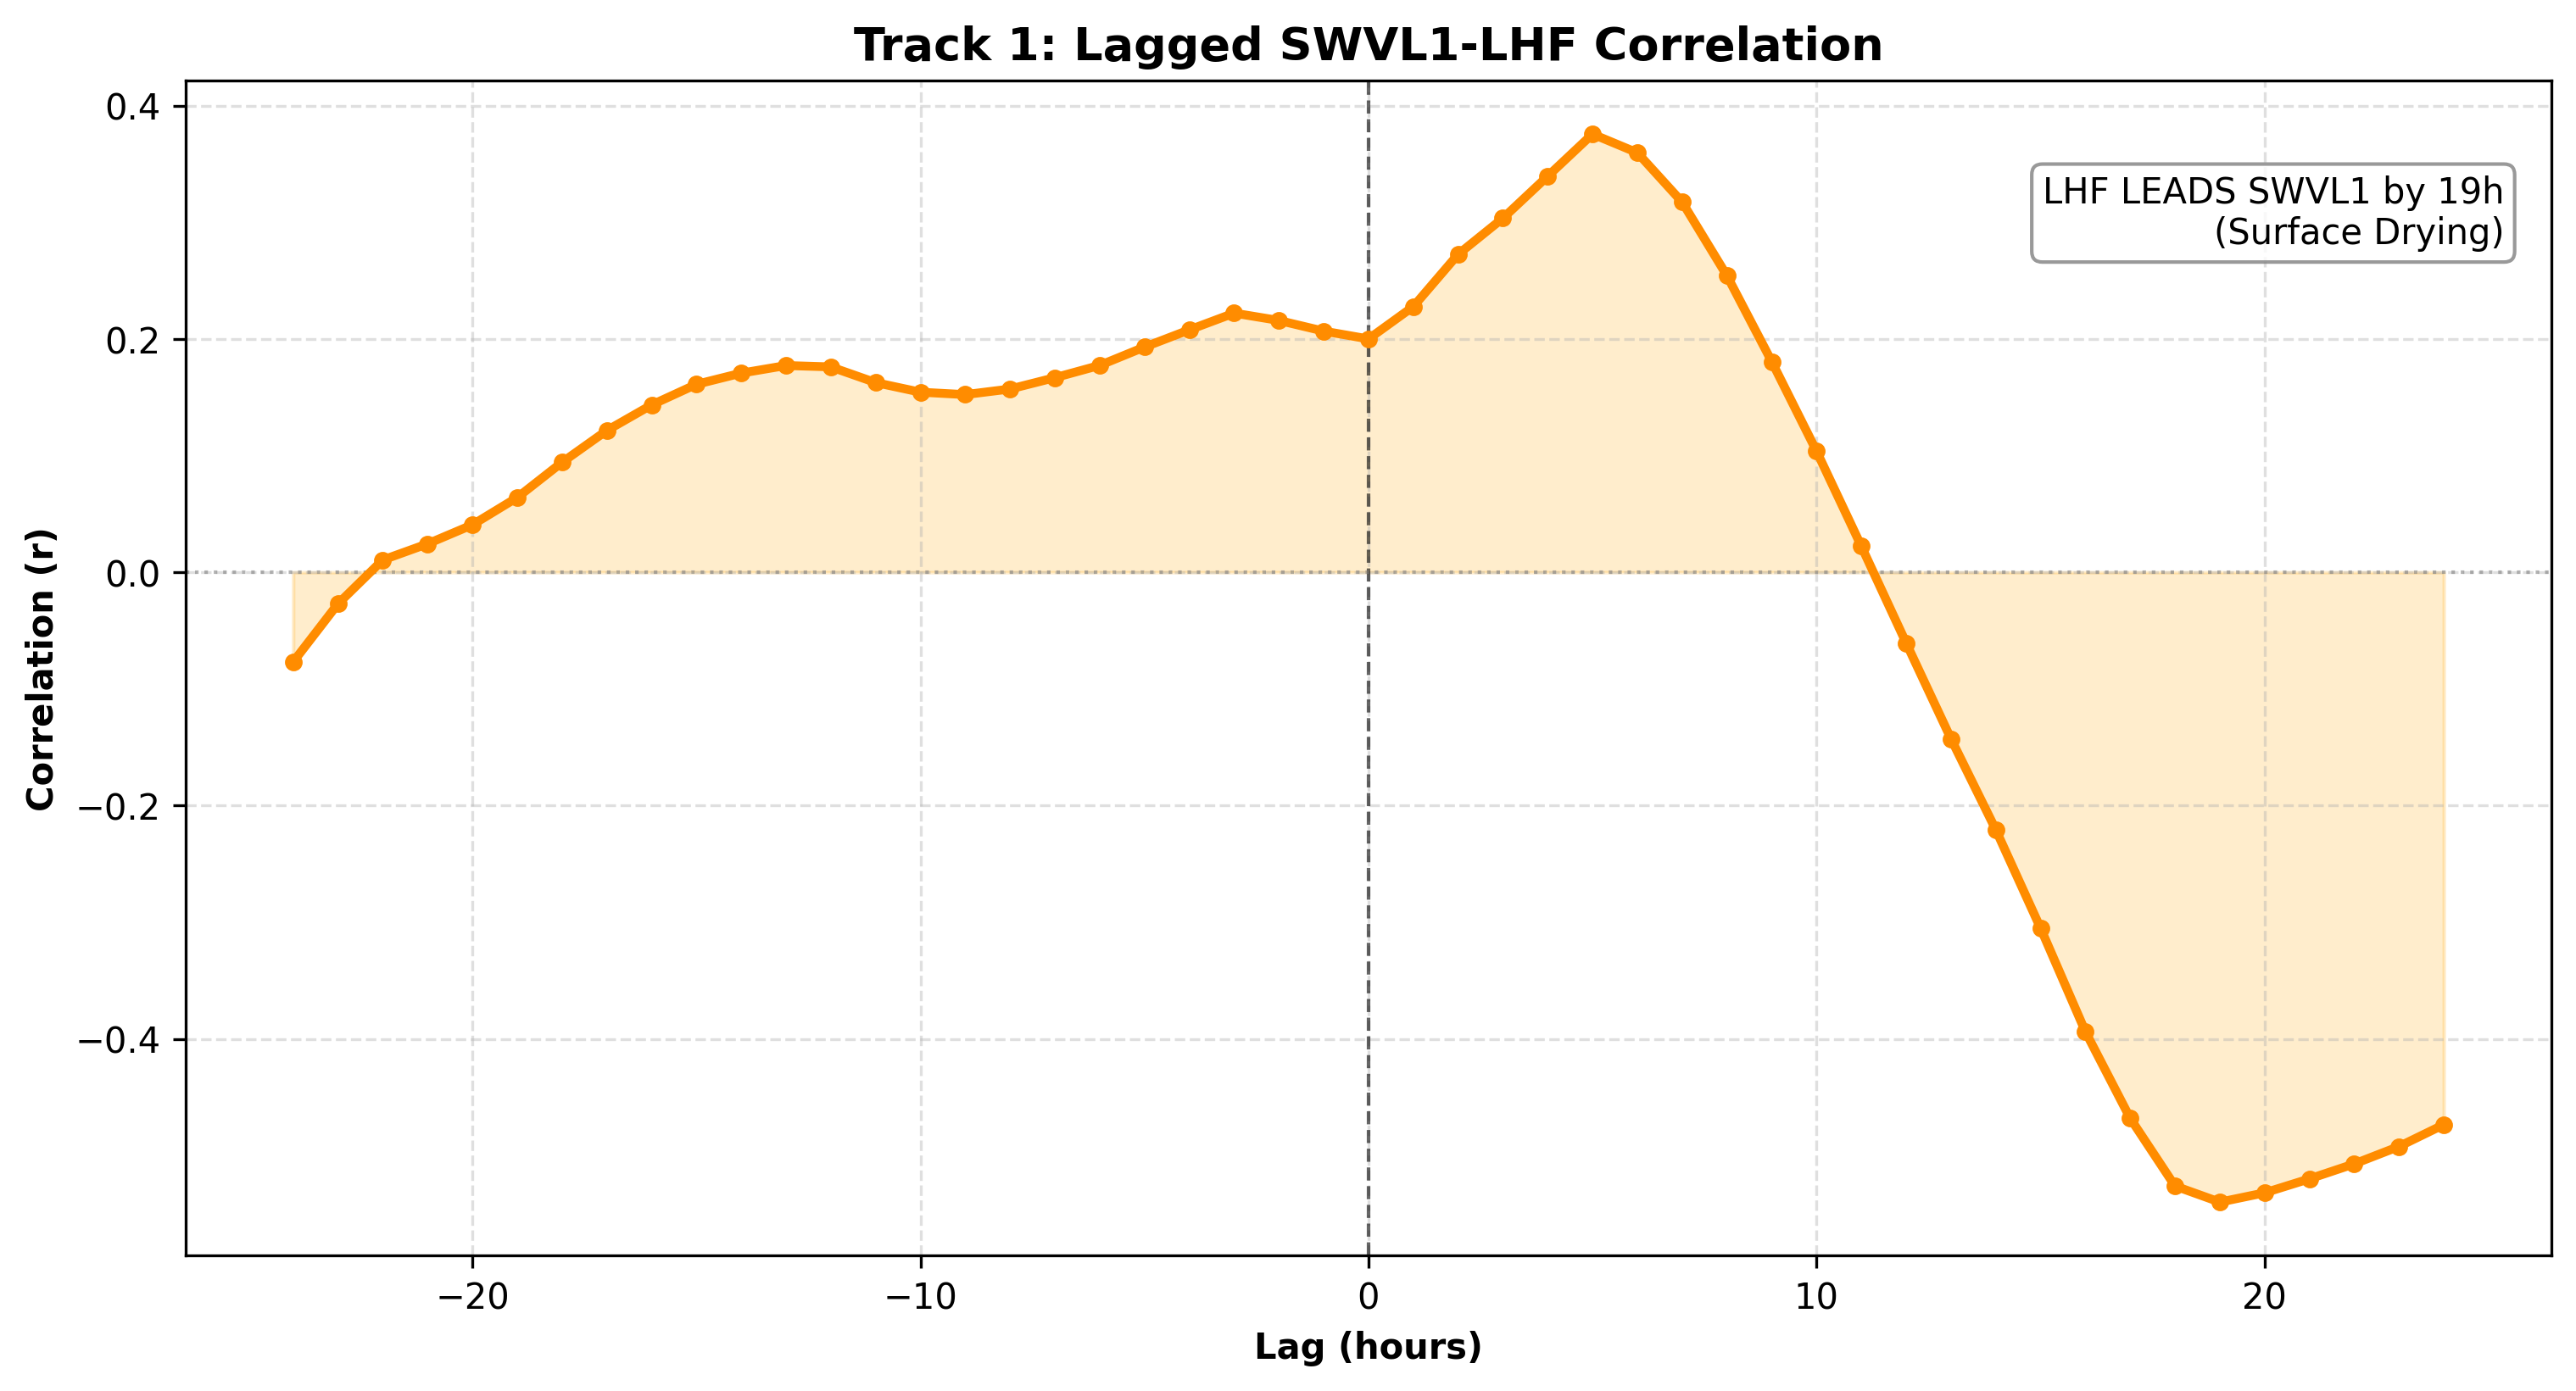 Track 1: Lagged SWVL1-LHF Correlation
0.4
LHF LEADS SWVL1 by 19h
(Surface Drying)
0.2
0.0
Correlation (r)
−0.2
−0.4
−20
−10
0
10
20
Lag (hours)